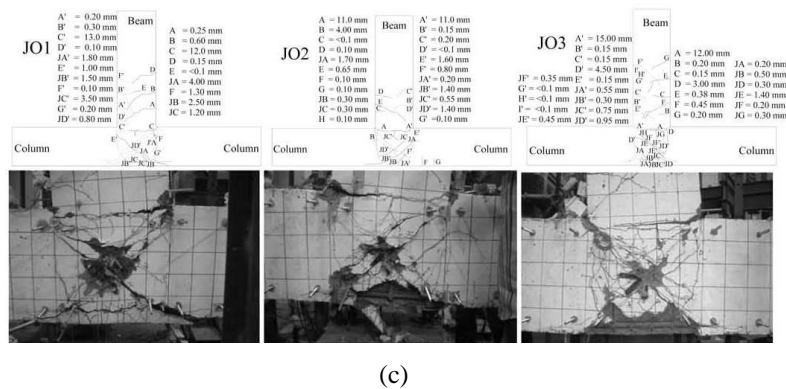 JO1
A' = 0.20 mm
B' = 0.30 mm
C' = 13.0 mm
D' = 0.10 mm
JA' = 1.80 mm
E' = 1.00 mm
JB' = 1.50 mm
F' = 0.10 mm
JC' = 3.50 mm
G' = 0.20 mm
JD' = 0.80 mm
Beam
A = 0.25 mm
B = 0.60 mm
C = 12.0 mm
D = 0.15 mm
E = <0.1 mm
JA = 4.00 mm
F = 1.30 mm
JB = 2.50 mm
JC = 1.20 mm
Column
Column
JO2
A = 11.0 mm
B = 4.00 mm
C = <0.1 mm
D = 0.10 mm
JA = 1.70 mm
E = 0.65 mm
F = 0.10 mm
G = 0.10 mm
JB = 0.30 mm
JC = 0.30 mm
H = 0.10 mm
Beam
A' = 11.0 mm
B' = 0.15 mm
C' = 0.20 mm
D' = <0.1 mm
E' = 1.60 mm
F' = 0.80 mm
JA' = 0.20 mm
JB' = 1.40 mm
JC' = 0.55 mm
JD' = 1.40 mm
G' = 0.10 mm
Column
Column
JO3
JF' = 0.35 mm
G' = <0.1 mm
H' = <0.1 mm
I' = <0.1 mm
JE' = 0.45 mm
A' = 15.00 mm
B' = 0.15 mm
C' = 0.15 mm
D' = 4.50 mm
E' = 0.15 mm
JA' = 0.55 mm
JB' = 0.30 mm
JC' = 0.75 mm
JD' = 0.95 mm
Beam
A = 12.00 mm
B = 0.20 mm
C = 0.15 mm
D = 3.00 mm
E = 0.38 mm
F = 0.45 mm
G = 0.20 mm
JA = 0.20 mm
JB = 0.50 mm
JD = 0.30 mm
JE = 1.40 mm
JF = 0.20 mm
JG = 0.30 mm
Column
Column
(c)